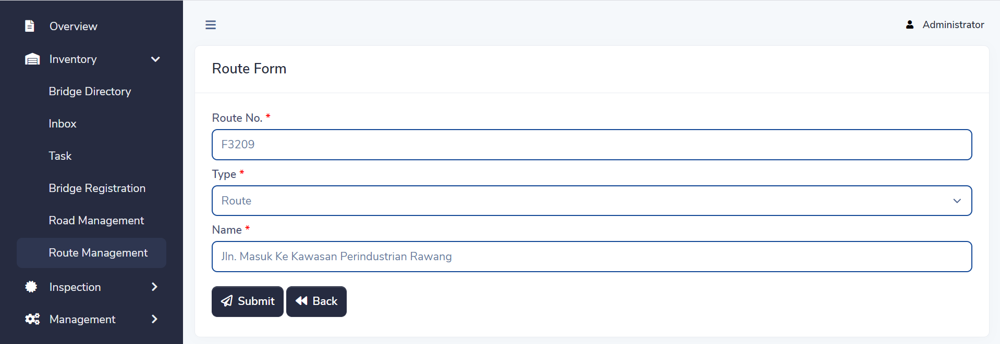 Overview
Inventory
Bridge Directory
Inbox
Task
Bridge Registration
Road Management
Route Management
Inspection
Management
Administrator
Route Form
Route No. *
F3209
Type *
Route
Name *
Jln. Masuk Ke Kawasan Perindustrian Rawang
Submit
Back